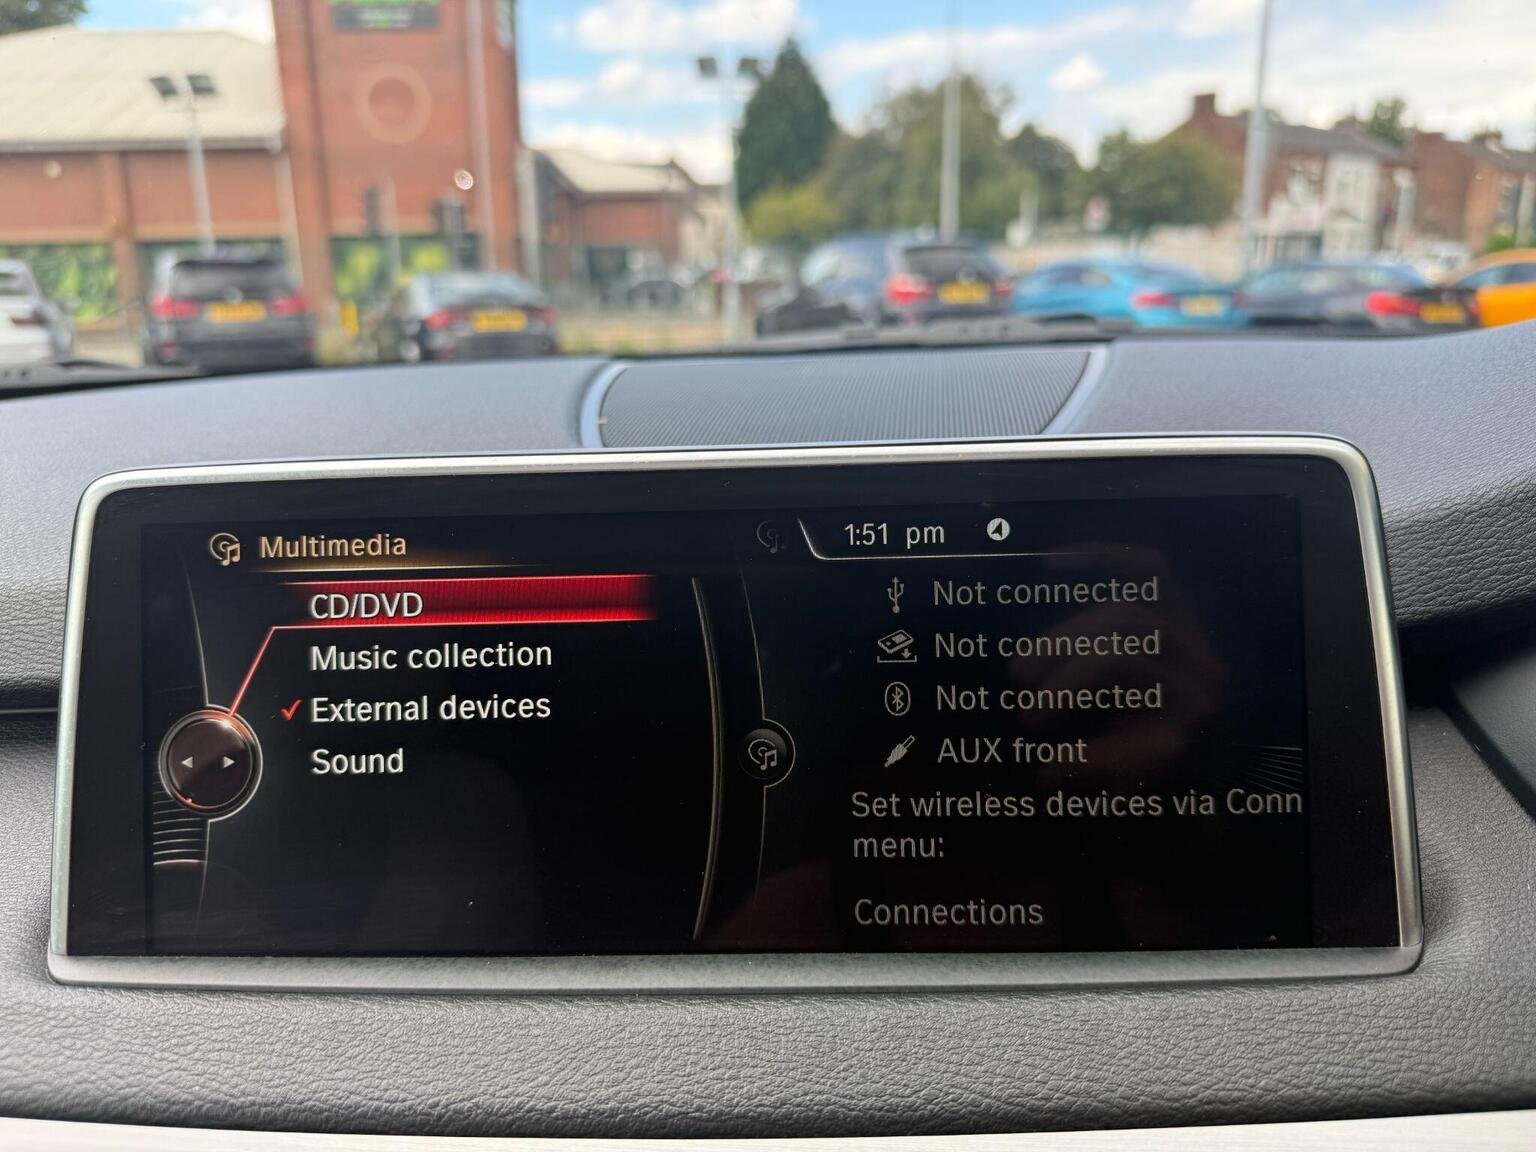 Multimedia
CD/DVD
Music collection
External devices
Sound
1:51 pm
Not connected
Not connected
Not connected
AUX front
Set wireless devices via Conn
menu:
Connections